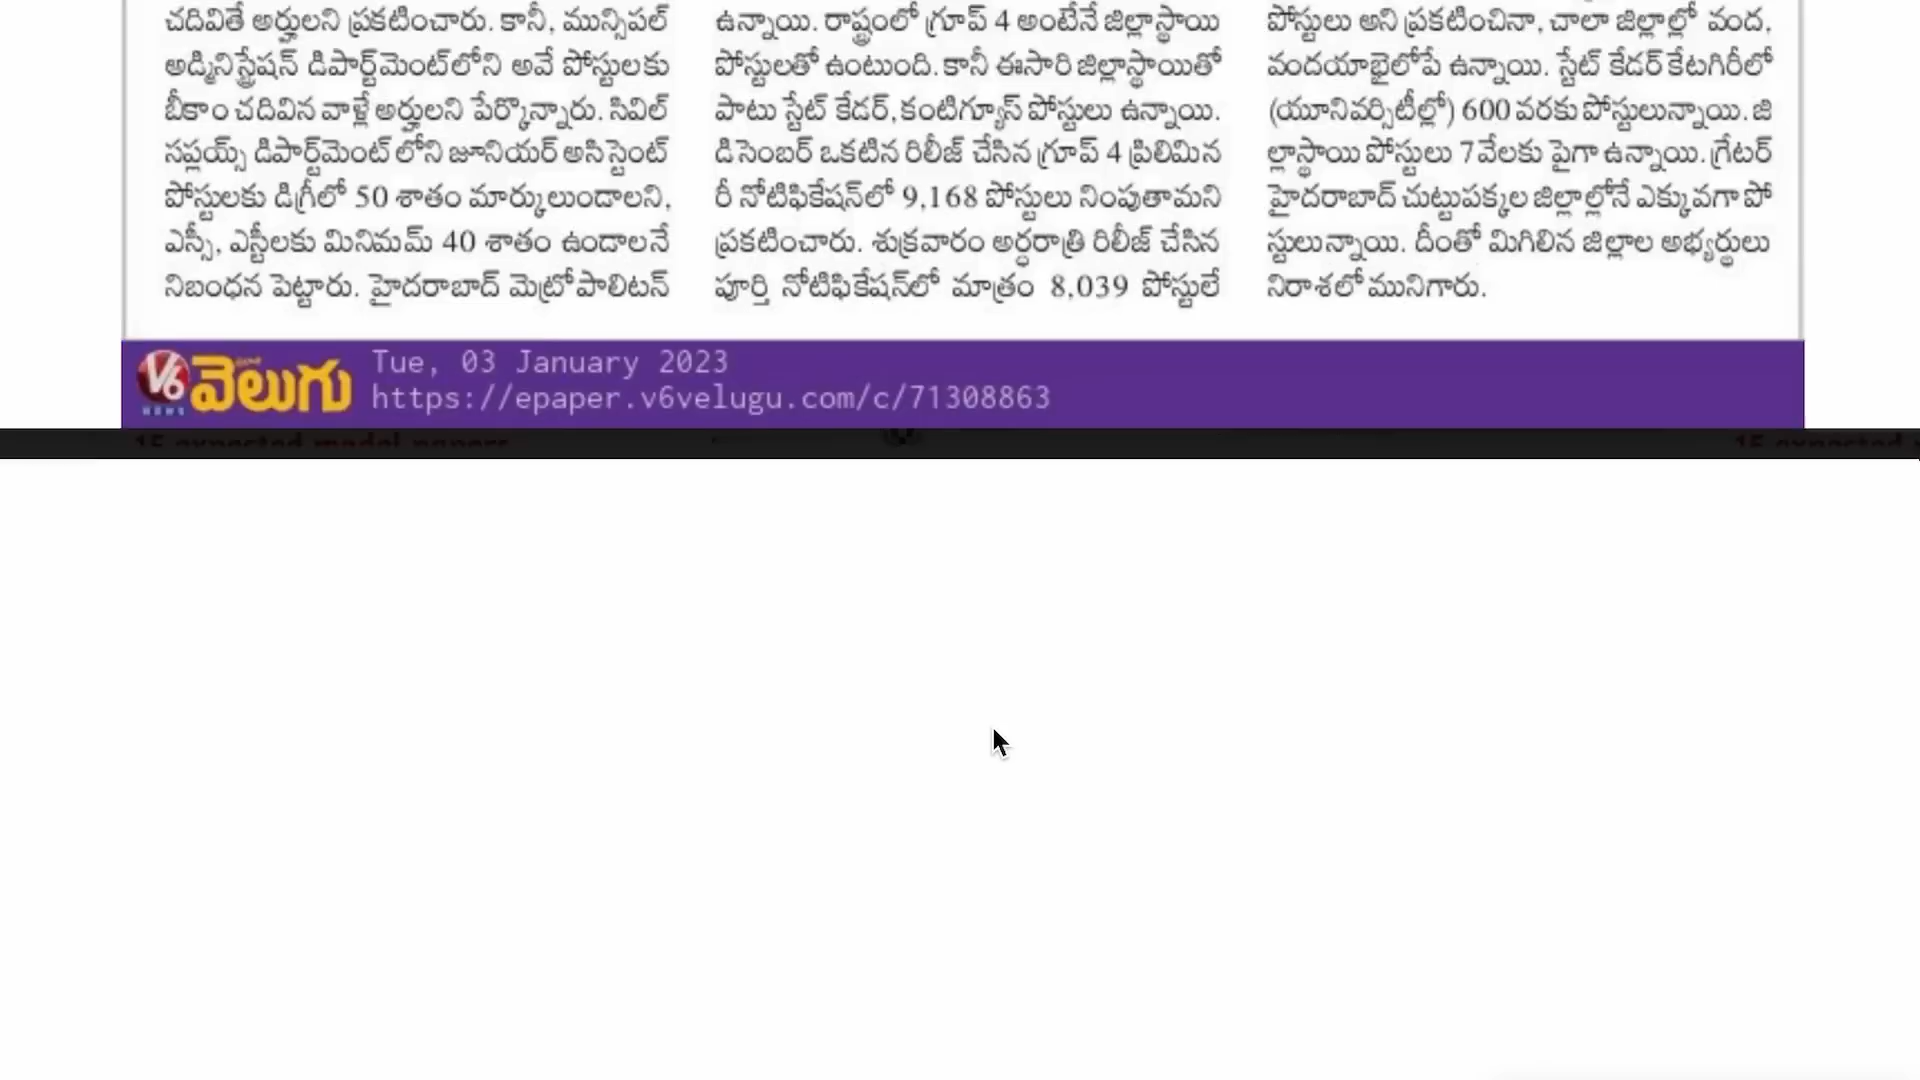 చదివితే అర్హులని ప్రకటించారు. కానీ, మున్సిపల్
అడ్మినిస్ట్రేషన్ డిపార్ట్‌మెంట్‌లోని అవే పోస్టులకు
బీకాం చదివిన వాళ్లే అర్హులని పేర్కొన్నారు. సివిల్
సప్లయ్స్ డిపార్ట్‌మెంట్ లోని జూనియర్ అసిస్టెంట్
పోస్టులకు డిగ్రీలో 50 శాతం మార్కులుండాలని,
ఎస్సీ, ఎస్టీలకు మినిమమ్ 40 శాతం ఉండాలనే
నిబంధన పెట్టారు. హైదరాబాద్ మెట్రోపాలిటన్
ఉన్నాయి. రాష్ట్రంలో గ్రూప్ 4 అంటేనే జిల్లాస్థాయి
పోస్టులతో ఉంటుంది. కానీ ఈసారి జిల్లాస్థాయితో
పాటు స్టేట్ కేడర్, కంటిగ్యూస్ పోస్టులు ఉన్నాయి.
డిసెంబర్ ఒకటిన రిలీజ్ చేసిన గ్రూప్ 4 ప్రిలిమిన
రీ నోటిఫికేషన్‌లో 9,168 పోస్టులు నింపుతామని
ప్రకటించారు. శుక్రవారం అర్ధరాత్రి రిలీజ్ చేసిన
పూర్తి నోటిఫికేషన్‌లో మాత్రం 8,039 పోస్టులే
పోస్టులు అని ప్రకటించినా, చాలా జిల్లాల్లో వంద,
వందయాభైలోపే ఉన్నాయి. స్టేట్ కేడర్ కేటగిరీలో
(యూనివర్సిటీల్లో) 600 వరకు పోస్టులున్నాయి. జి
ల్లాస్థాయి పోస్టులు 7వేలకు పైగా ఉన్నాయి. గ్రేటర్
హైదరాబాద్ చుట్టుపక్కల జిల్లాల్లోనే ఎక్కువగా పో
స్టులున్నాయి. దీంతో మిగిలిన జిల్లాల అభ్యర్థులు
నిరాశలో మునిగారు.
V6 వెలుగు
NEWS
Tue, 03 January 2023
https://epaper.v6velugu.com/c/71308863